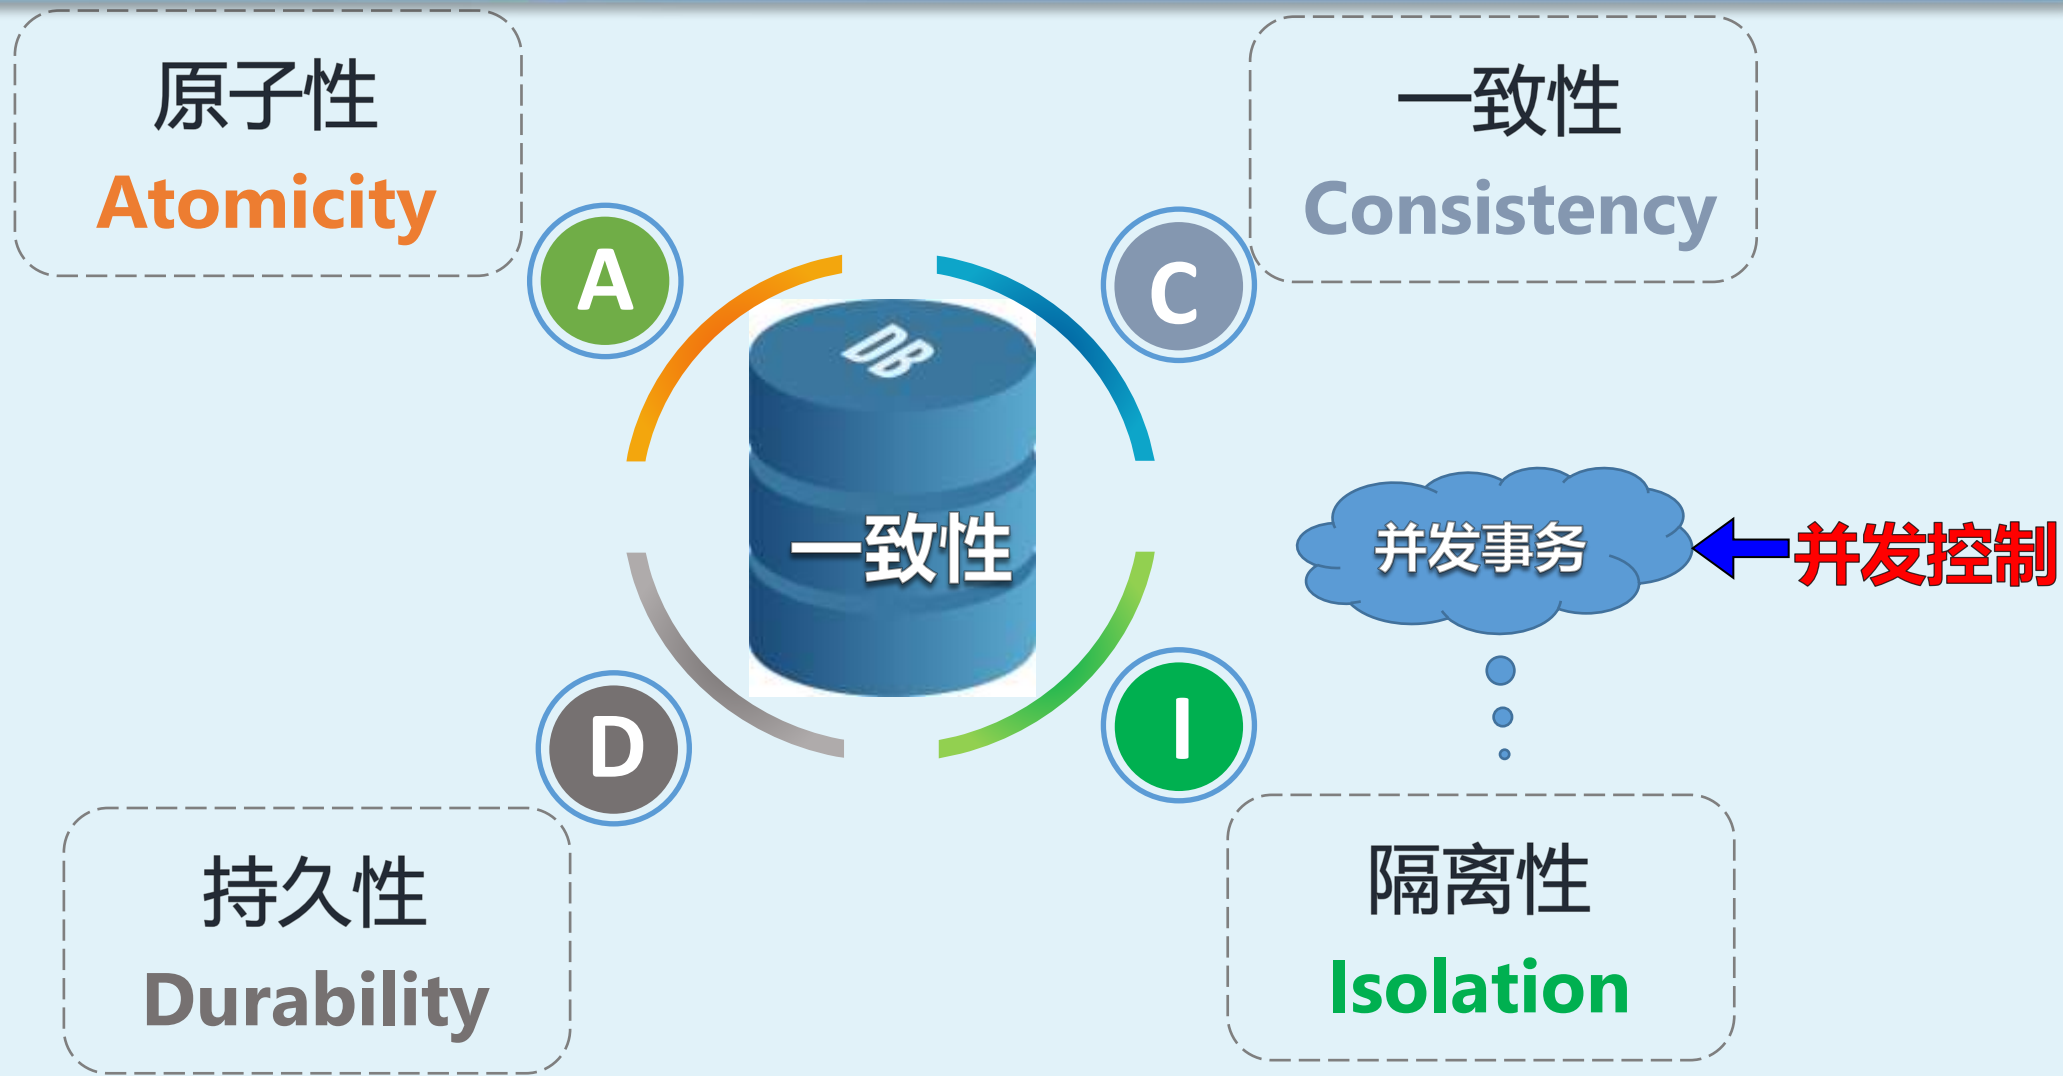 原子性
Atomicity
一致性
Consistency
A
C
DB
一致性
并发事务
并发控制
D
I
持久性
Durability
隔离性
Isolation